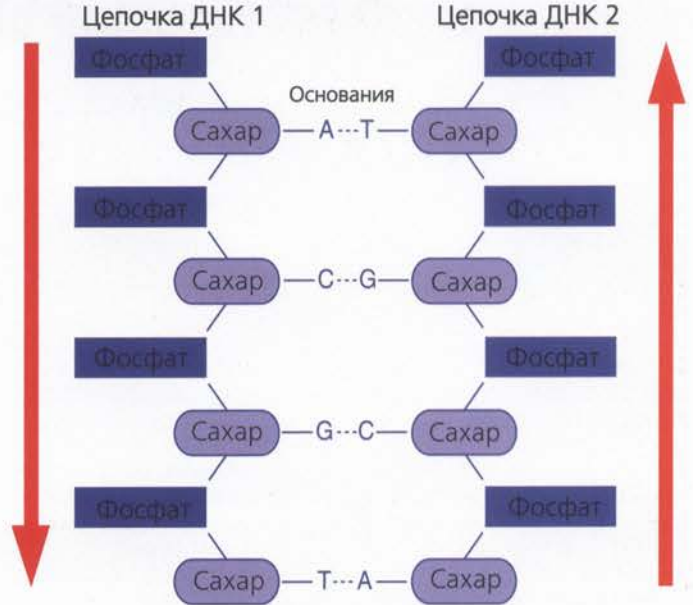 Цепочка ДНК 1 Цепочка ДНК 2
Фосфат Фосфат
Основания
Сахар A T Сахар
Фосфат Фосфат
Сахар C G Сахар
Фосфат Фосфат
Сахар G C Сахар
Фосфат Фосфат
Сахар T A Сахар